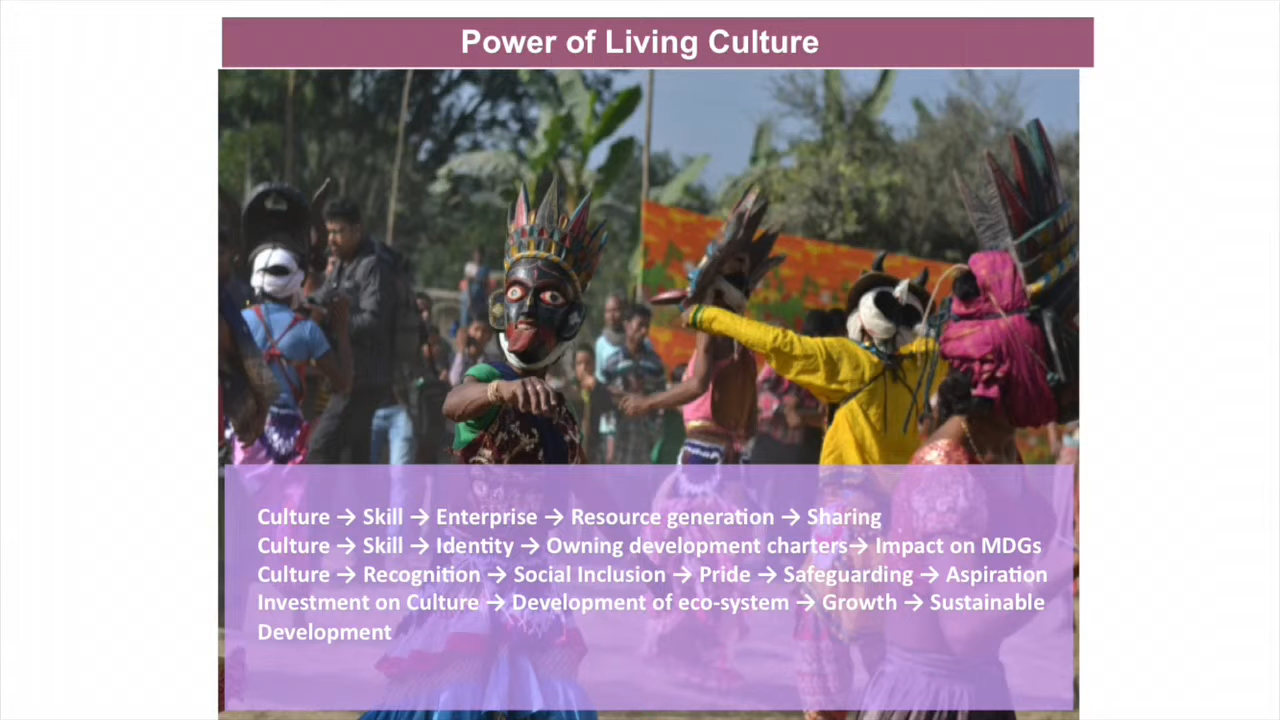 Power of Living Culture
Culture → Skill → Enterprise → Resource generation → Sharing
Culture → Skill → Identity → Owning development charters→ Impact on MDGs
Culture → Recognition → Social Inclusion → Pride → Safeguarding → Aspiration
Investment on Culture → Development of eco-system → Growth → Sustainable
Development